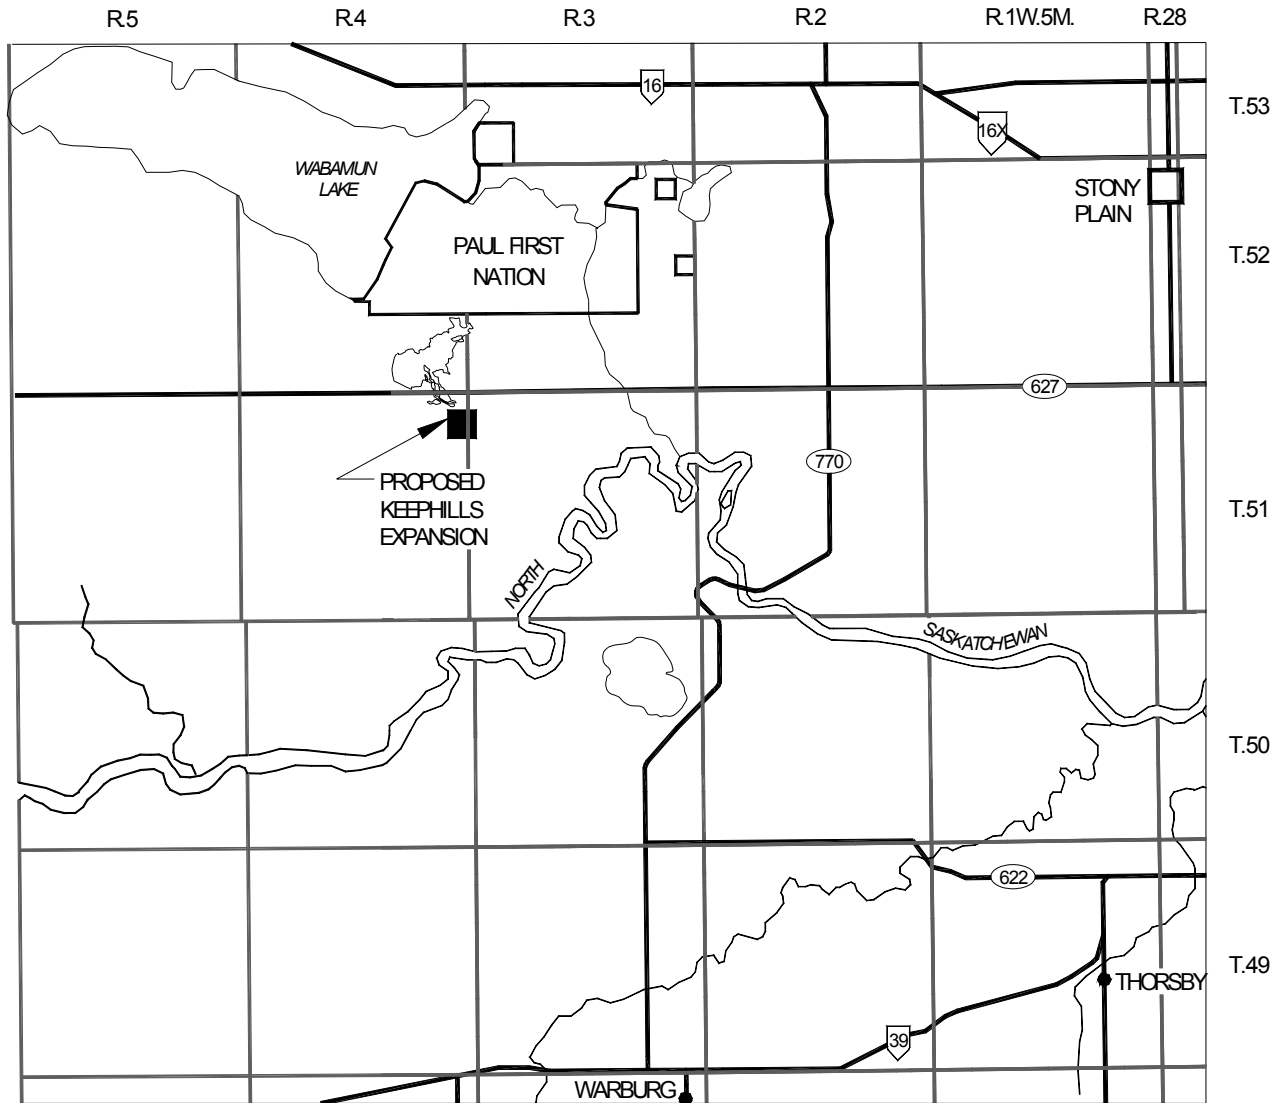 R.5 R.4 R.3 R.2 R.1W.5M. R.28
16
T.53
16X
WABAMUN
LAKE
STONY
PLAIN
PAUL FIRST
NATION
T.52
627
770
PROPOSED
KEEPHILLS
EXPANSION
T.51
NORTH
SASKATCHEWAN
T.50
622
T.49
THORSBY
39
WARBURG